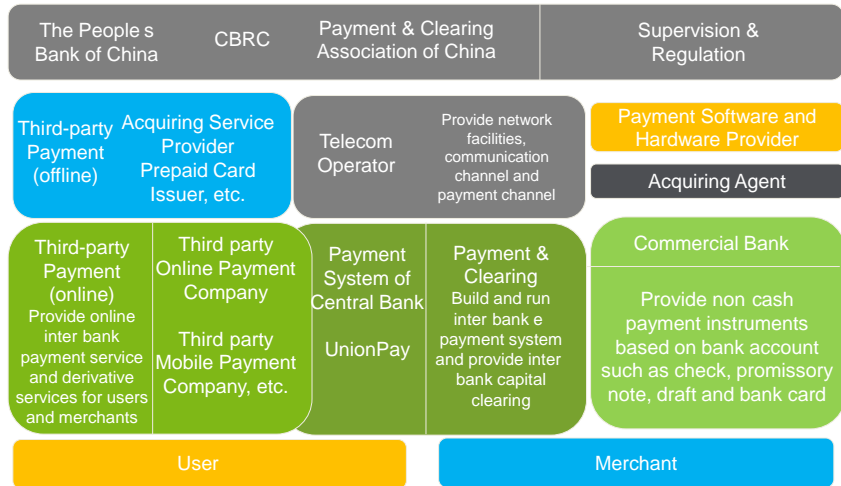 The People s
Bank of China
CBRC
Payment & Clearing
Association of China
Supervision &
Regulation
Third-party
Payment
(offline)
Acquiring Service
Provider
Prepaid Card
Issuer, etc.
Telecom
Operator
Provide network
facilities,
communication
channel and
payment channel
Payment Software and
Hardware Provider
Acquiring Agent
Third-party
Payment
(online)
Provide online
inter bank
payment service
and derivative
services for users
and merchants
Third party
Online Payment
Company
Third party
Mobile Payment
Company, etc.
Payment
System of
Central Bank
UnionPay
Payment &
Clearing
Build and run
inter bank e
payment system
and provide inter
bank capital
clearing
Commercial Bank
Provide non cash
payment instruments
based on bank account
such as check, promissory
note, draft and bank card
User
Merchant